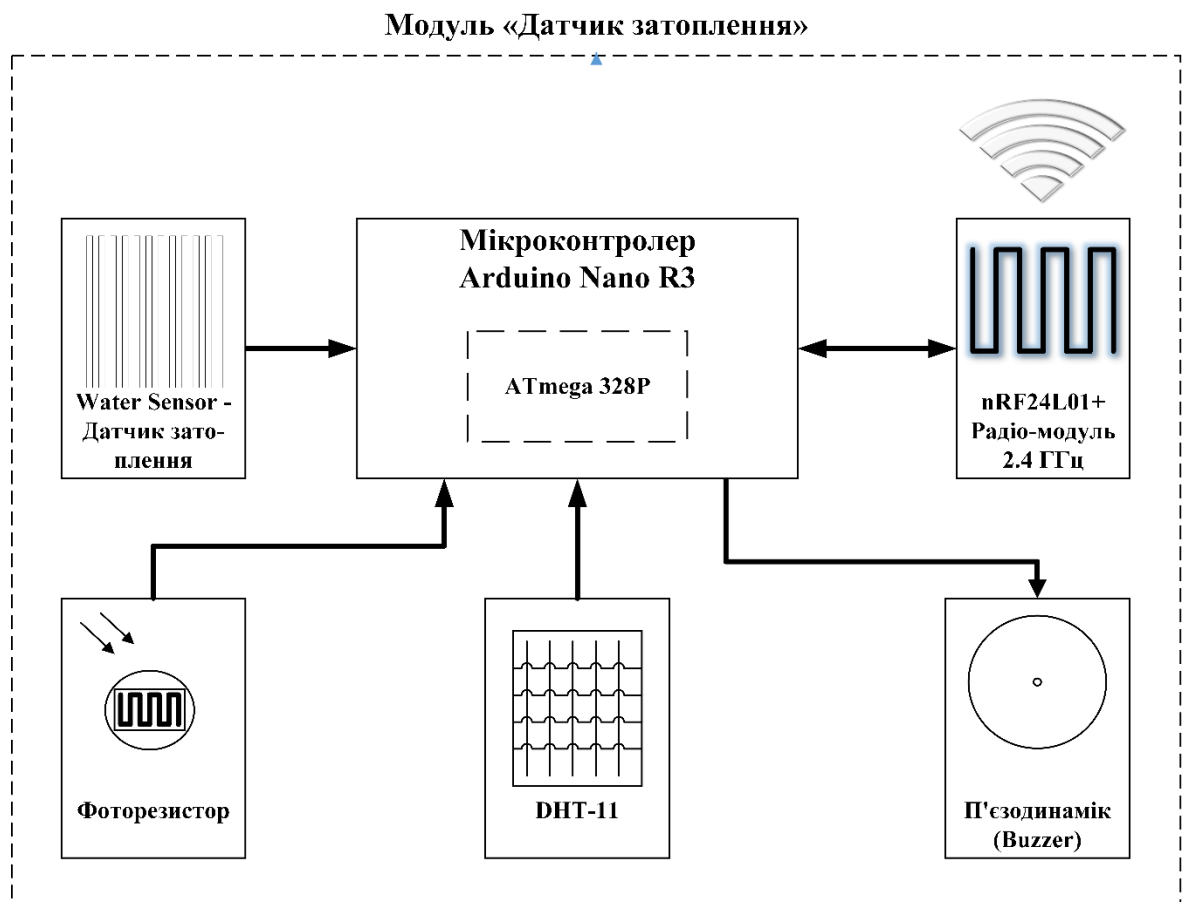 Модуль «Датчик затоплення»
Мікроконтролер
Arduino Nano R3
ATmega 328P
Water Sensor -
Датчик зато-
плення
nRF24L01+
Радіо-модуль
2.4 ГГц
Фоторезистор
DHT-11
П'єзодинамік
(Buzzer)